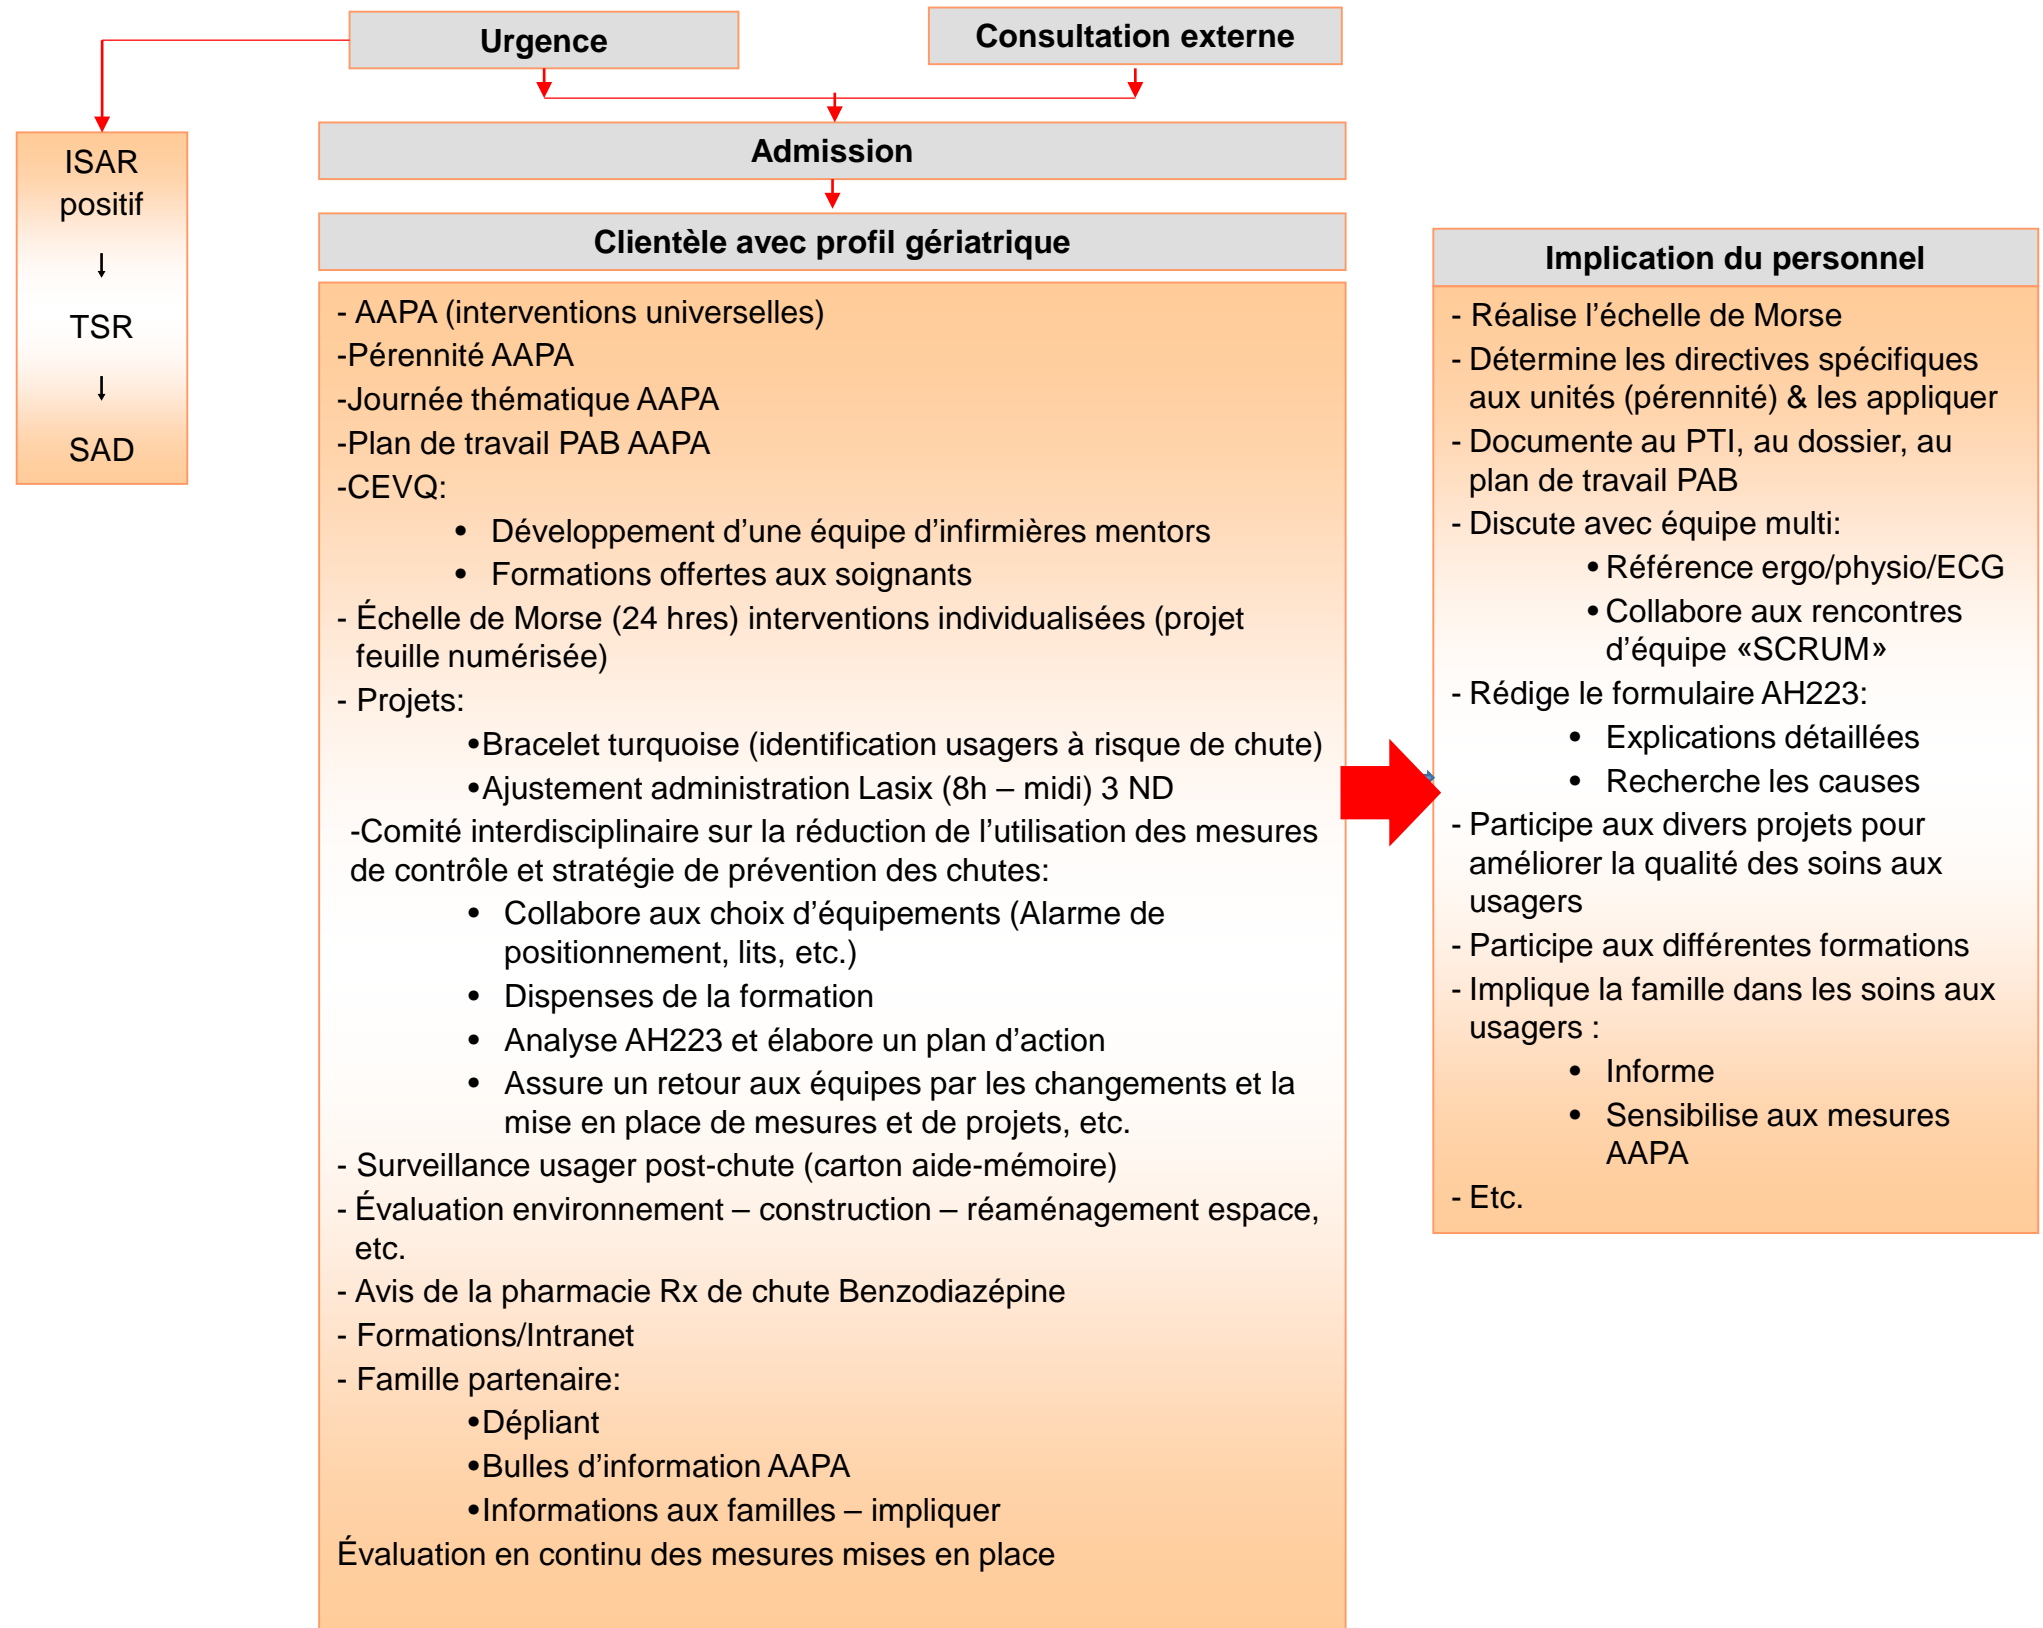 Urgence
Consultation externe
Admission
ISAR
positif
TSR
SAD
Clientèle avec profil gériatrique
- AAPA (interventions universelles)
-Pérennité AAPA
-Journée thématique AAPA
-Plan de travail PAB AAPA
-CEVQ:
• Développement d'une équipe d'infirmières mentors
• Formations offertes aux soignants
- Échelle de Morse (24 hres) interventions individualisées (projet
feuille numérisée)
- Projets:
•Bracelet turquoise (identification usagers à risque de chute)
•Ajustement administration Lasix (8h – midi) 3 ND
-Comité interdisciplinaire sur la réduction de l'utilisation des mesures
de contrôle et stratégie de prévention des chutes:
• Collabore aux choix d'équipements (Alarme de
positionnement, lits, etc.)
• Dispenses de la formation
• Analyse AH223 et élabore un plan d'action
• Assure un retour aux équipes par les changements et la
mise en place de mesures et de projets, etc.
- Surveillance usager post-chute (carton aide-mémoire)
- Évaluation environnement – construction – réaménagement espace,
etc.
- Avis de la pharmacie Rx de chute Benzodiazépine
- Formations/Intranet
- Famille partenaire:
•Dépliant
•Bulles d'information AAPA
•Informations aux familles – impliquer
Évaluation en continu des mesures mises en place
Implication du personnel
- Réalise l'échelle de Morse
- Détermine les directives spécifiques
aux unités (pérennité) & les appliquer
- Documente au PTI, au dossier, au
plan de travail PAB
- Discute avec équipe multi:
• Référence ergo/physio/ECG
• Collabore aux rencontres
d'équipe «SCRUM»
- Rédige le formulaire AH223:
• Explications détaillées
• Recherche les causes
- Participe aux divers projets pour
améliorer la qualité des soins aux
usagers
- Participe aux différentes formations
- Implique la famille dans les soins aux
usagers :
• Informe
• Sensibilise aux mesures
AAPA
- Etc.